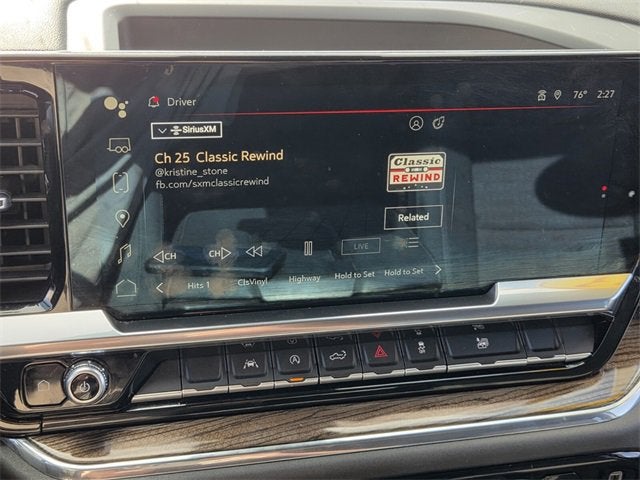 Driver
76° 2:27
SiriusXM
Ch 25 Classic Rewind
@kristine_stone
fb.com/sxmclassicrewind
Classic
REWIND
Related
CH
CH
LIVE
Hits 1
ClsVinyl
Highway
Hold to Set
Hold to Set